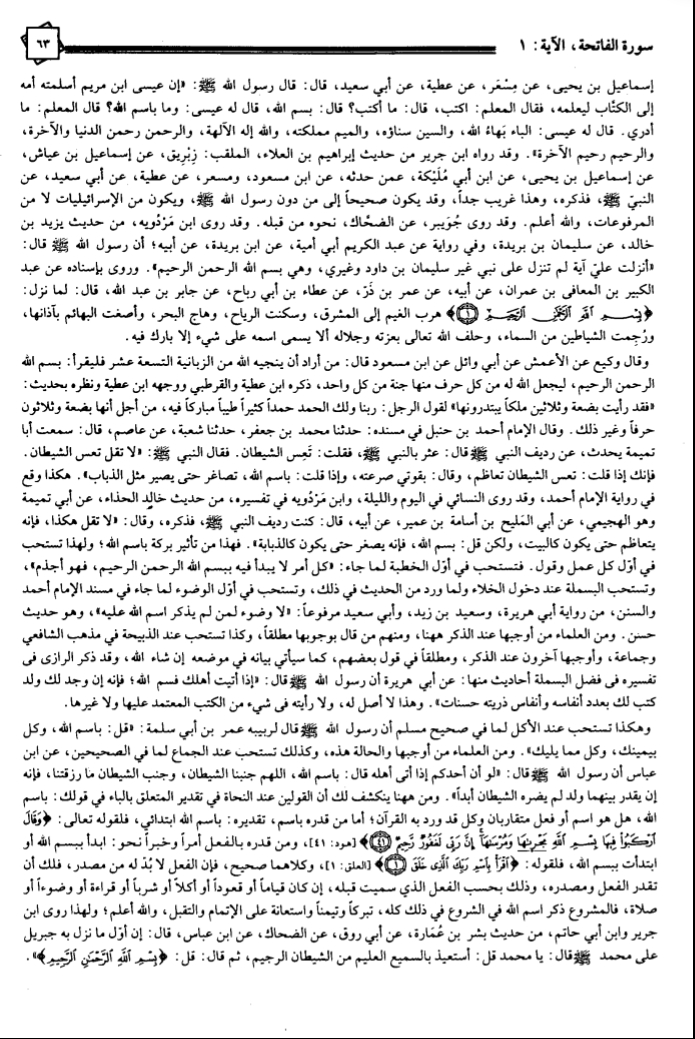 سورة الفاتحة، الآية: ١
٦٣
إسماعيل بن يحيى، عن مِسْعَر، عن عطية، عن أبي سعيد، قال: قال رسول الله ﷺ: «إن عيسى ابن مريم أسلمته أمه
إلى الكتّاب ليعلمه، فقال المعلم: اكتب، قال: ما أكتب؟ قال: بسم الله، قال له عيسى: وما باسم الله؟ قال المعلم: ما
أدري. قال له عيسى: الباء بَهاءُ الله، والسين سناؤه، والميم مملكته، والله إله الآلهة، والرحمن رحمن الدنيا والآخرة،
والرحيم رحيم الآخرة». وقد رواه ابن جرير من حديث إبراهيم بن العلاء، الملقب: زِبْرِيق، عن إسماعيل بن عياش،
عن إسماعيل بن يحيى، عن ابن أبي مُلَيْكة، عمن حدثه، عن ابن مسعود، ومسعر، عن عطية، عن أبي سعيد، عن
النبيّ ﷺ، فذكره، وهذا غريب جداً، وقد يكون صحيحاً إلى من دون رسول الله ﷺ، ويكون من الإسرائيليات لا من
المرفوعات، والله أعلم. وقد روى جُوَيبر، عن الضحّاك، نحوه من قبله. وقد روى ابن مَرْدُويه، من حديث يزيد بن
خالد، عن سليمان بن بريدة، وفي رواية عن عبد الكريم أبي أمية، عن ابن بريدة، عن أبيه؛ أن رسول الله ﷺ قال:
«أنزلت عليّ آية لم تنزل على نبي غير سليمان بن داود وغيري، وهي بسم الله الرحمن الرحيم». وروى بإسناده عن عبد
الكبير بن المعافى بن عمران، عن أبيه، عن عمر بن ذَرّ، عن عطاء بن أبي رباح، عن جابر بن عبد الله، قال: لما نزل:
﴿بِسْمِ اللَّهِ الرَّحْمَٰنِ الرَّحِيمِ ١﴾ هرب الغيم إلى المشرق، وسكنت الرياح، وهاج البحر، وأصغت البهائم بآذانها،
ورُجِمت الشياطين من السماء، وحلف الله تعالى بعزته وجلاله ألا يسمى اسمه على شيء إلا بارك فيه.
وقال وكيع عن الأعمش عن أبي وائل عن ابن مسعود قال: من أراد أن ينجيه الله من الزبانية التسعة عشر فليقرأ: بسم الله
الرحمن الرحيم، ليجعل الله له من كل حرف منها جنة من كل واحد، ذكره ابن عطية والقرطبي ووجهه ابن عطية ونظره بحديث:
«فقد رأيت بضعة وثلاثين ملكاً يبتدرونها» لقول الرجل: ربنا ولك الحمد حمداً كثيراً طيباً مباركاً فيه، من أجل أنها بضعة وثلاثون
حرفاً وغير ذلك. وقال الإمام أحمد بن حنبل في مسنده: حدثنا محمد بن جعفر، حدثنا شعبة، عن عاصم، قال: سمعت أبا
تميمة يحدث، عن رديف النبي ﷺ قال: عثر بالنبي ﷺ، فقلت: تَعِس الشيطان. فقال النبي ﷺ: «لا تقل تعس الشيطان.
فإنك إذا قلت: تعس الشيطان تعاظم، وقال: بقوتي صرعته، وإذا قلت: باسم الله، تصاغر حتى يصير مثل الذباب». هكذا وقع
في رواية الإمام أحمد، وقد روى النسائي في اليوم والليلة، وابن مَرْدُويه في تفسيره، من حديث خالد الحذاء، عن أبي تميمة
وهو الهجيمي، عن أبي المَليح بن أسامة بن عمير، عن أبيه، قال: كنت رديف النبي ﷺ، فذكره، وقال: «لا تقل هكذا، فإنه
يتعاظم حتى يكون كالبيت، ولكن قل: بسم الله، فإنه يصغر حتى يكون كالذبابة». فهذا من تأثير بركة باسم الله؛ ولهذا تستحب
في أوّل كل عمل وقول. فتستحب في أوّل الخطبة لما جاء: «كل أمر لا يبدأ فيه ببسم الله الرحمن الرحيم، فهو أجذم»،
وتستحب البسملة عند دخول الخلاء ولما ورد من الحديث في ذلك، وتستحب في أوّل الوضوء لما جاء في مسند الإمام أحمد
والسنن، من رواية أبي هريرة، وسعيد بن زيد، وأبي سعيد مرفوعاً: «لا وضوء لمن لم يذكر اسم الله عليه»، وهو حديث
حسن. ومن العلماء من أوجبها عند الذكر ههنا، ومنهم من قال بوجوبها مطلقاً، وكذا تستحب عند الذبيحة في مذهب الشافعي
وجماعة، وأوجبها آخرون عند الذكر، ومطلقاً في قول بعضهم، كما سيأتي بيانه في موضعه إن شاء الله، وقد ذكر الرازى فى
تفسيره فى فضل البسملة أحاديث منها: عن أبي هريرة أن رسول الله ﷺ قال: «إذا أتيت أهلك فسم الله؛ فإنه إن وجد لك ولد
كتب لك بعدد أنفاسه وأنفاس ذريته حسنات». وهذا لا أصل له، ولا رأيته فى شيء من الكتب المعتمد عليها ولا غيرها.
وهكذا تستحب عند الأكل لما في صحيح مسلم أن رسول الله ﷺ قال لربيبه عمر بن أبي سلمة: «قل: باسم الله، وكل
بيمينك، وكل مما يليك». ومن العلماء من أوجبها والحالة هذه، وكذلك تستحب عند الجماع لما في الصحيحين، عن ابن
عباس أن رسول الله ﷺ قال: «لو أن أحدكم إذا أتى أهله قال: باسم الله، اللهم جنبنا الشيطان، وجنب الشيطان ما رزقتنا، فإنه
إن يقدر بينهما ولد لم يضره الشيطان أبداً». ومن ههنا ينكشف لك أن القولين عند النحاة في تقدير المتعلق بالباء في قولك: باسم
الله، هل هو اسم أو فعل متقاربان وكل قد ورد به القرآن؛ أما من قدره باسم، تقديره: باسم الله ابتدائي، فلقوله تعالى: ﴿وَقَالَ
ارْكَبُوا فِيهَا بِسْمِ اللَّهِ مَجْرٜىٰهَا وَمُرْسَىٰهَا إِنَّ رَبِّي لَغَفُورٌ رَّحِيمٌ ٤١﴾ [هود: ٤١]، ومن قدره بالفعل أمراً وخبراً نحو: ابدأ ببسم الله أو
ابتدأت ببسم الله، فلقوله: ﴿اقْرَأْ بِاسْمِ رَبِّكَ الَّذِي خَلَقَ ١﴾ [العلق: ١]، وكلاهما صحيح، فإن الفعل لا بُدّ له من مصدر، فلك أن
تقدر الفعل ومصدره، وذلك بحسب الفعل الذي سميت قبله، إن كان قياماً أو قعوداً أو أكلاً أو شرباً أو قراءة أو وضوءاً أو
صلاة، فالمشروع ذكر اسم الله في الشروع في ذلك كله، تبركاً وتيمناً واستعانة على الإتمام والتقبل، والله أعلم؛ ولهذا روى ابن
جرير وابن أبي حاتم، من حديث بشر بن عُمَارة، عن أبي روق، عن الضحاك، عن ابن عباس، قال: إن أوّل ما نزل به جبريل
على محمد ﷺ قال: يا محمد قل: أستعيذ بالسميع العليم من الشيطان الرجيم، ثم قال: قل: ﴿بِسْمِ اللَّهِ الرَّحْمَٰنِ الرَّحِيمِ﴾».